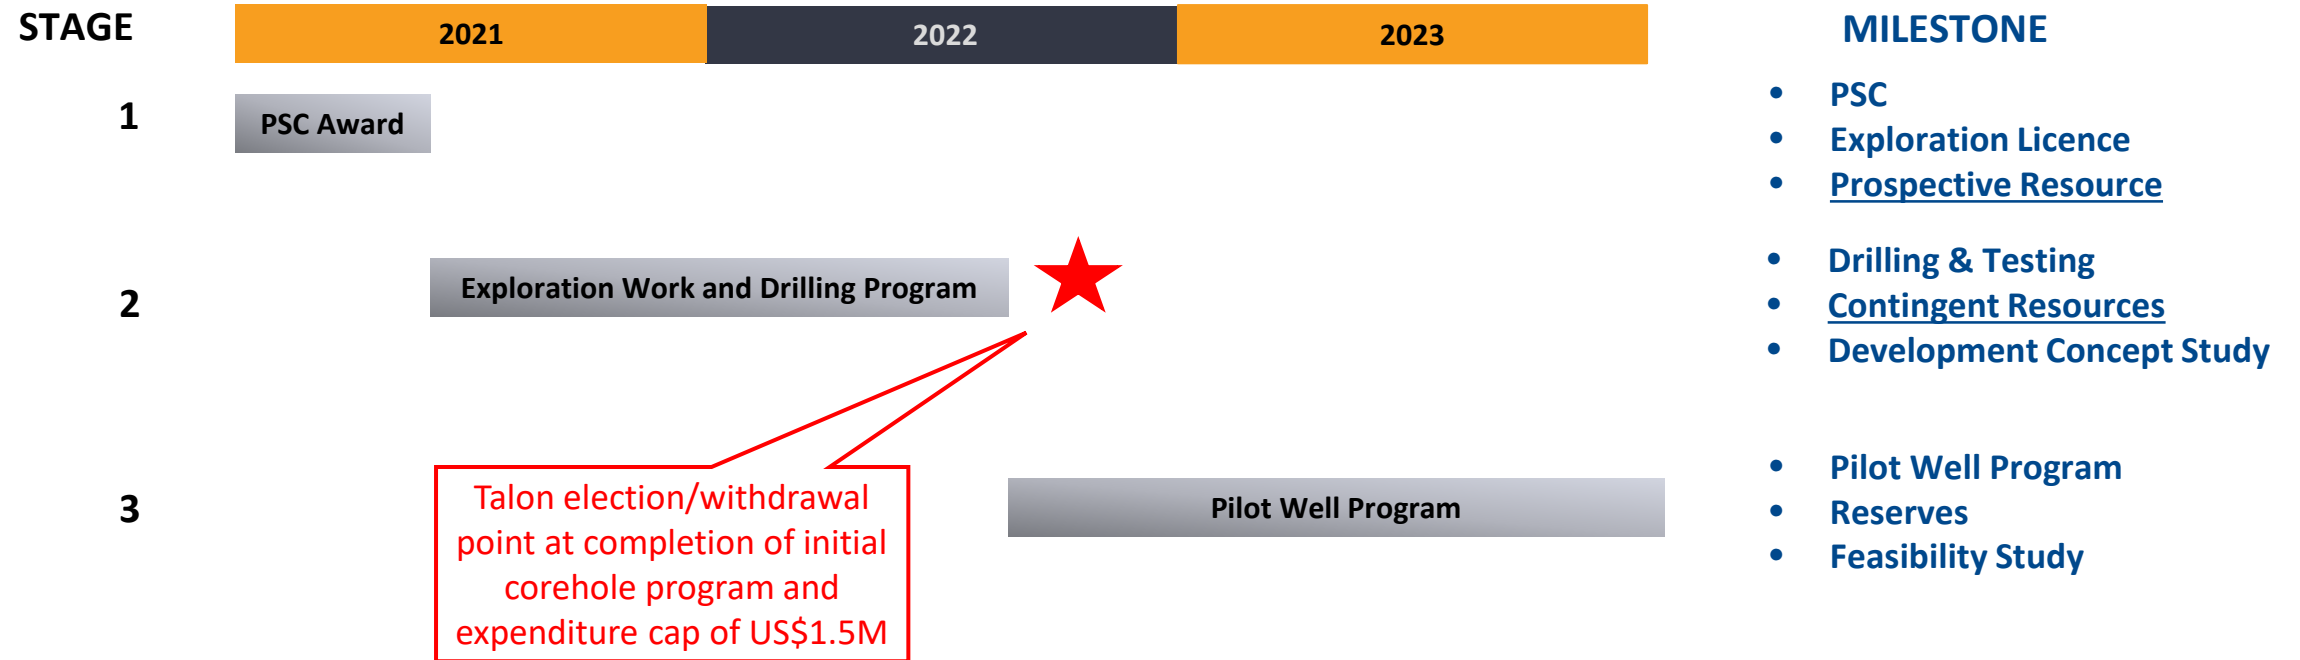 STAGE
2021
2022
2023
MILESTONE
1
PSC Award
• PSC
• Exploration Licence
• Prospective Resource
2
Exploration Work and Drilling Program
• Drilling & Testing
• Contingent Resources
• Development Concept Study
3
Talon election/withdrawal
point at completion of initial
corehole program and
expenditure cap of US$1.5M
Pilot Well Program
• Pilot Well Program
• Reserves
• Feasibility Study